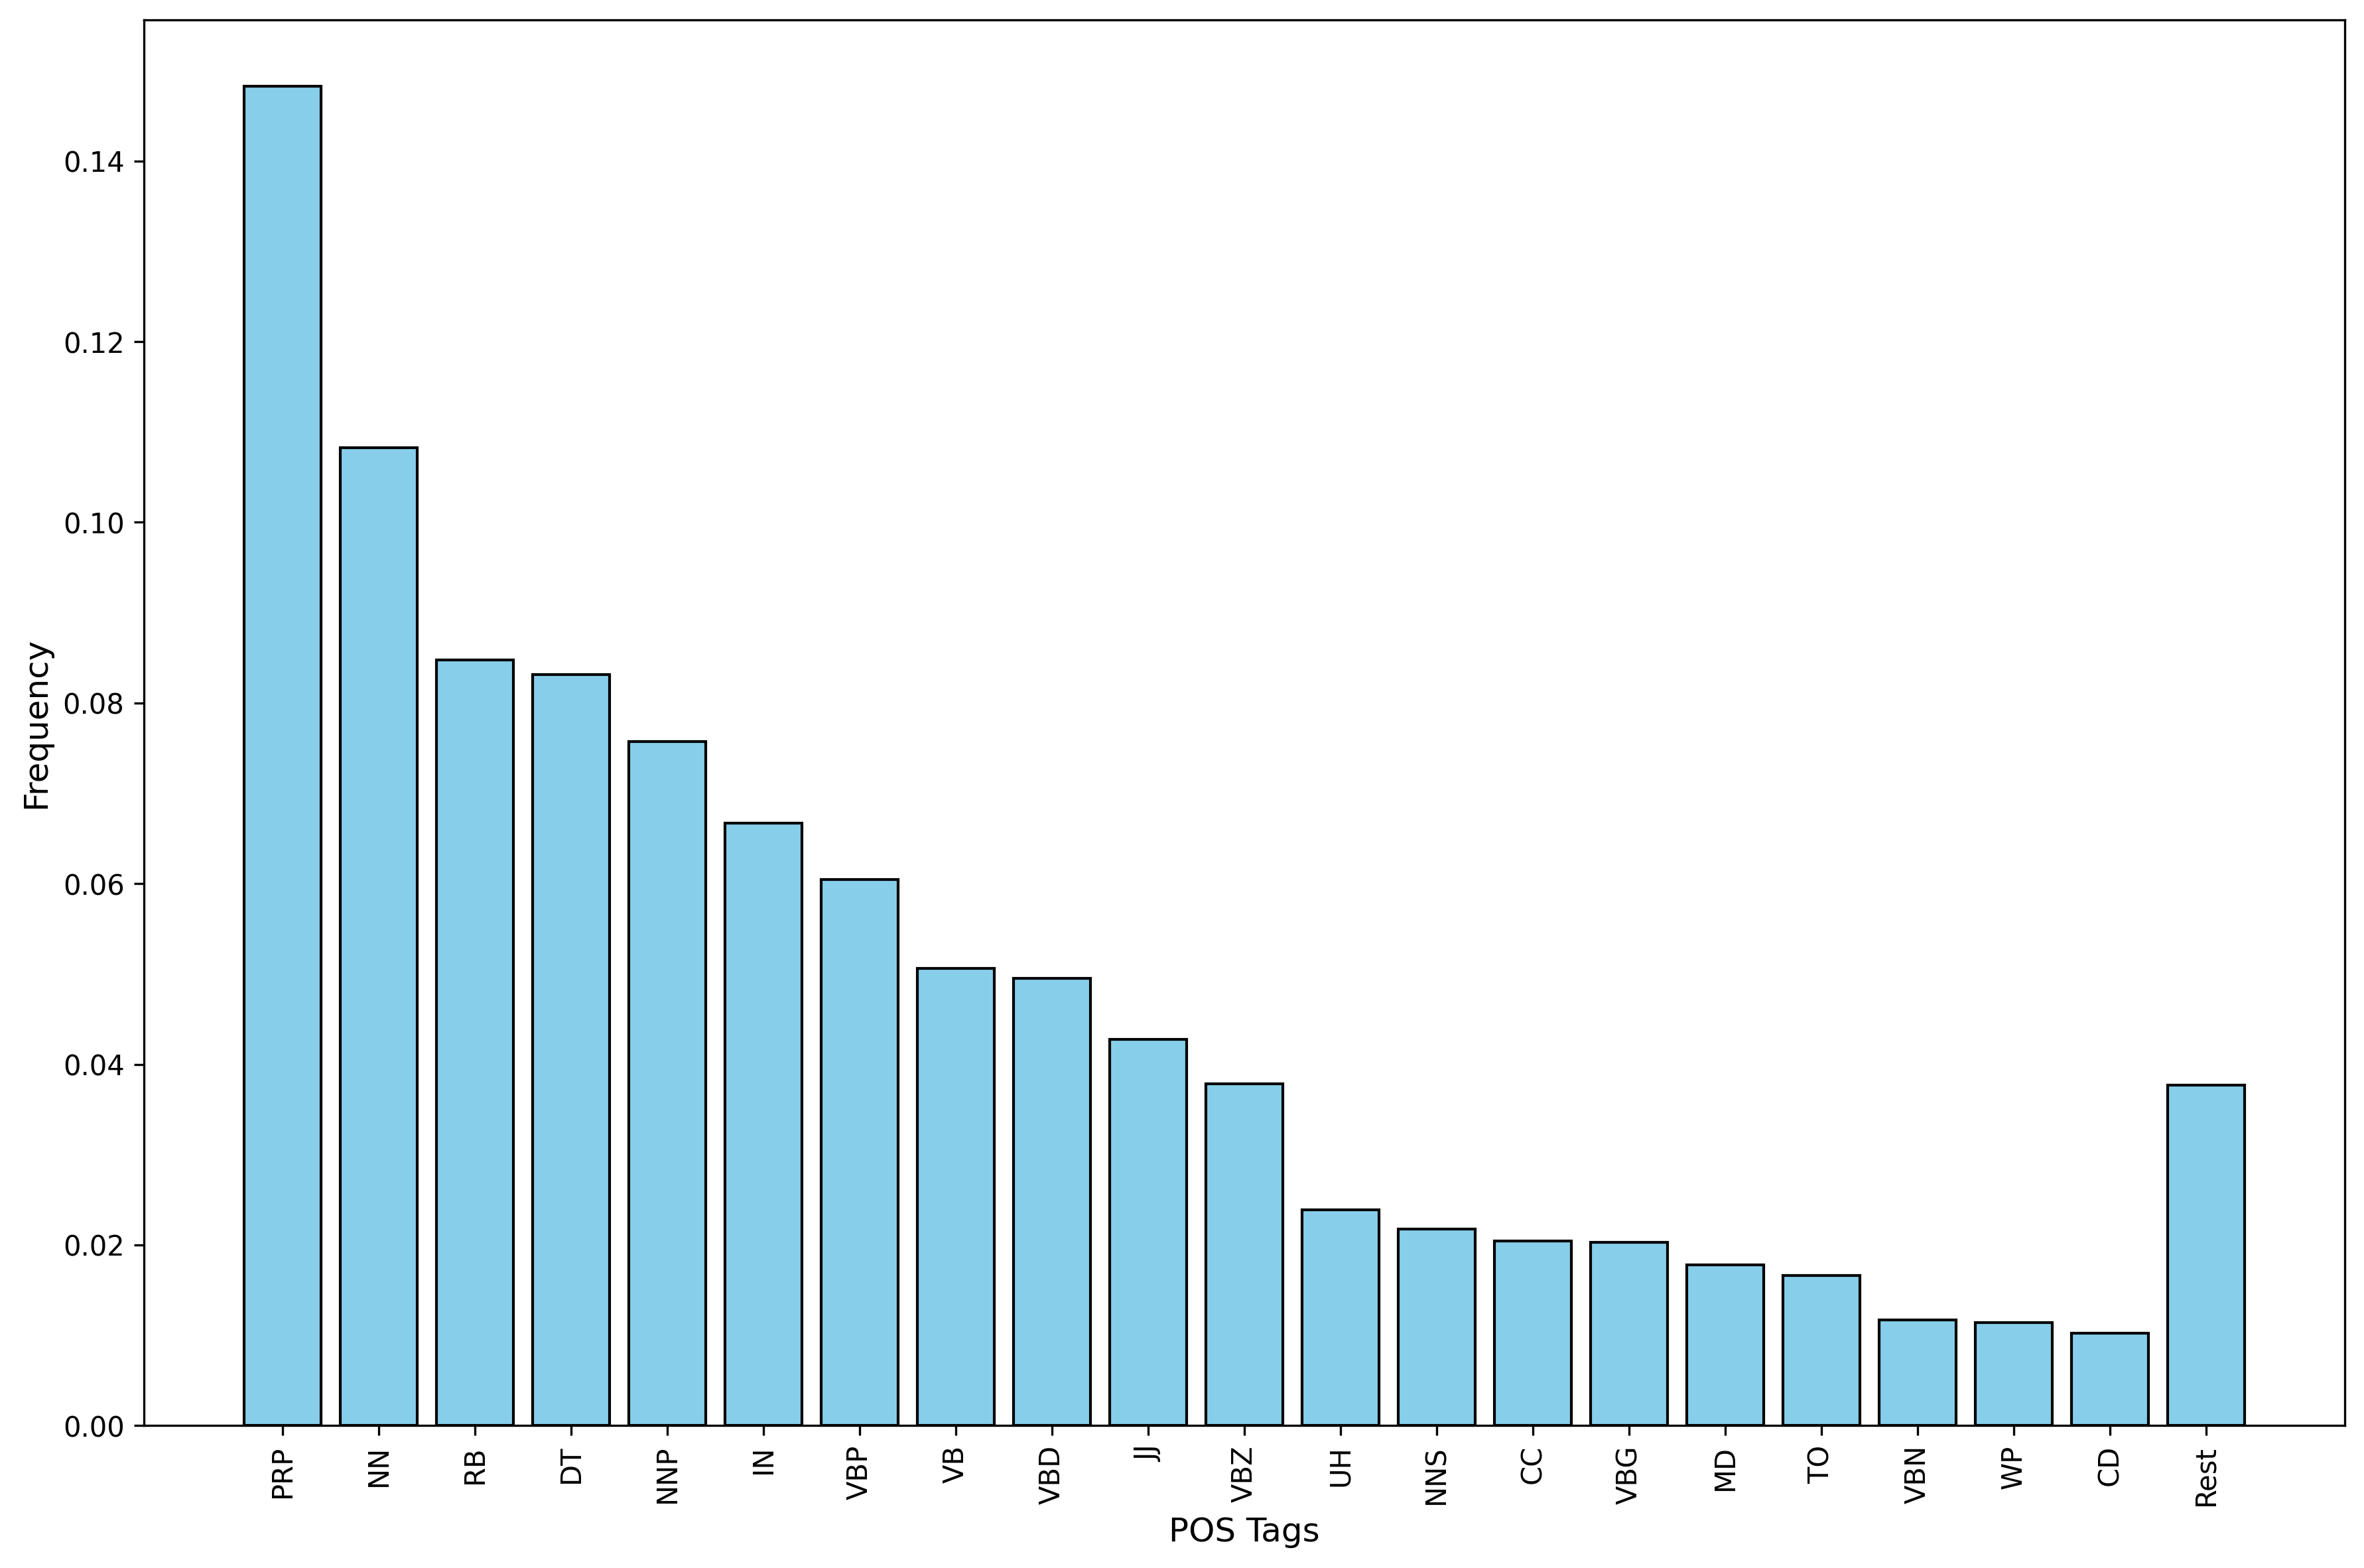 Frequency
0.14
0.12
0.10
0.08
0.06
0.04
0.02
0.00
PRP
NN
RB
DT
NNP
IN
VBP
VB
VBD
JJ
VBZ
UH
NNS
CC
VBG
MD
TO
VBN
WP
CD
Rest
POS Tags